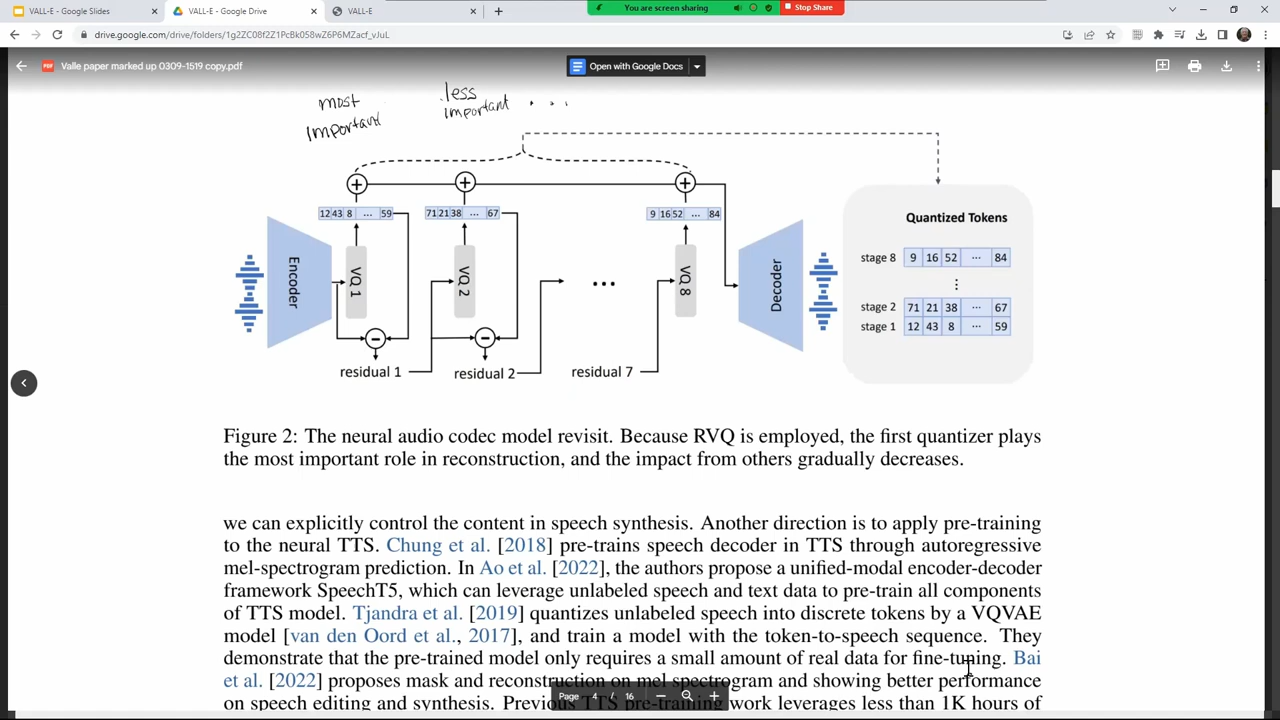 VALL-E - Google Slides
VALL-E - Google Drive
VALL-E
You are screen sharing
Stop Share
drive.google.com/drive/folders/1g2ZC08f2Z1PcBk058wZ6P6MZacf_vJuL
PDF
Valle paper marked up 0309-1519 copy.pdf
Open with Google Docs
most important
less important . . .
12 43 8 ... 59
71 21 38 ... 67
9 16 52 ... 84
Encoder
VQ 1
VQ 2
...
VQ 8
Decoder
residual 1
residual 2
residual 7
Quantized Tokens
stage 8 9 16 52 ... 84
stage 2 71 21 38 ... 67
stage 1 12 43 8 ... 59
Figure 2: The neural audio codec model revisit. Because RVQ is employed, the first quantizer plays
the most important role in reconstruction, and the impact from others gradually decreases.
we can explicitly control the content in speech synthesis. Another direction is to apply pre-training
to the neural TTS. Chung et al. [2018] pre-trains speech decoder in TTS through autoregressive
mel-spectrogram prediction. In Ao et al. [2022], the authors propose a unified-modal encoder-decoder
framework SpeechT5, which can leverage unlabeled speech and text data to pre-train all components
of TTS model. Tjandra et al. [2019] quantizes unlabeled speech into discrete tokens by a VQVAE
model [van den Oord et al., 2017], and train a model with the token-to-speech sequence. They
demonstrate that the pre-trained model only requires a small amount of real data for fine-tuning. Bai
et al. [2022] proposes mask and reconstruction on mel spectrogram and showing better performance
on speech editing and synthesis. Previous TTS pre-training work leverages less than 1K hours of
Page 4 / 16